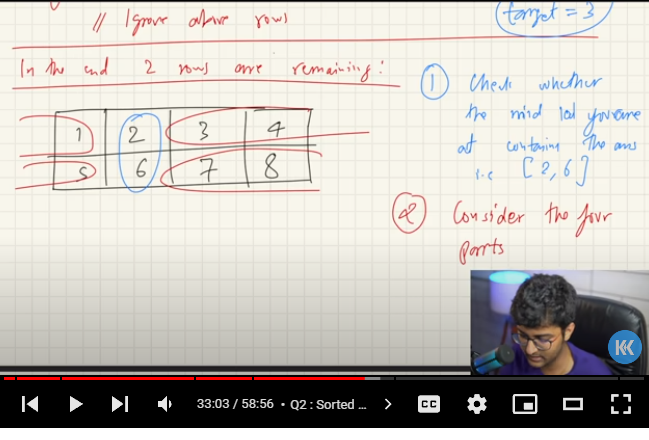 // Ignore above rows
target = 3
In the end 2 rows are remaining:
1 2 3 4
5 6 7 8
① Check whether
the mid col you are
at containing the ans
i.e [2,6]
② Consider the four
parts
KK
33:03 / 58:56 • Q2 : Sorted ...
CC